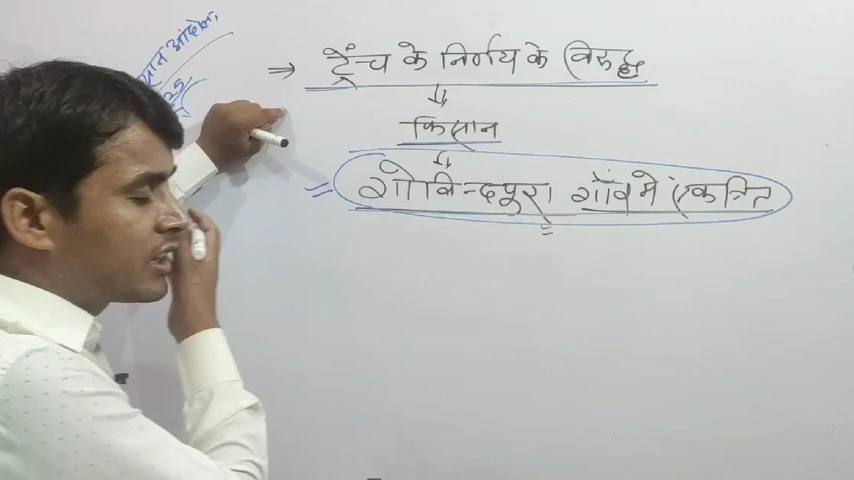 ⇒ ट्रेंच के निर्णय के विरुद्ध
↓
किसान
↓
= गोविन्दपुरा गाँव मे एकत्रित